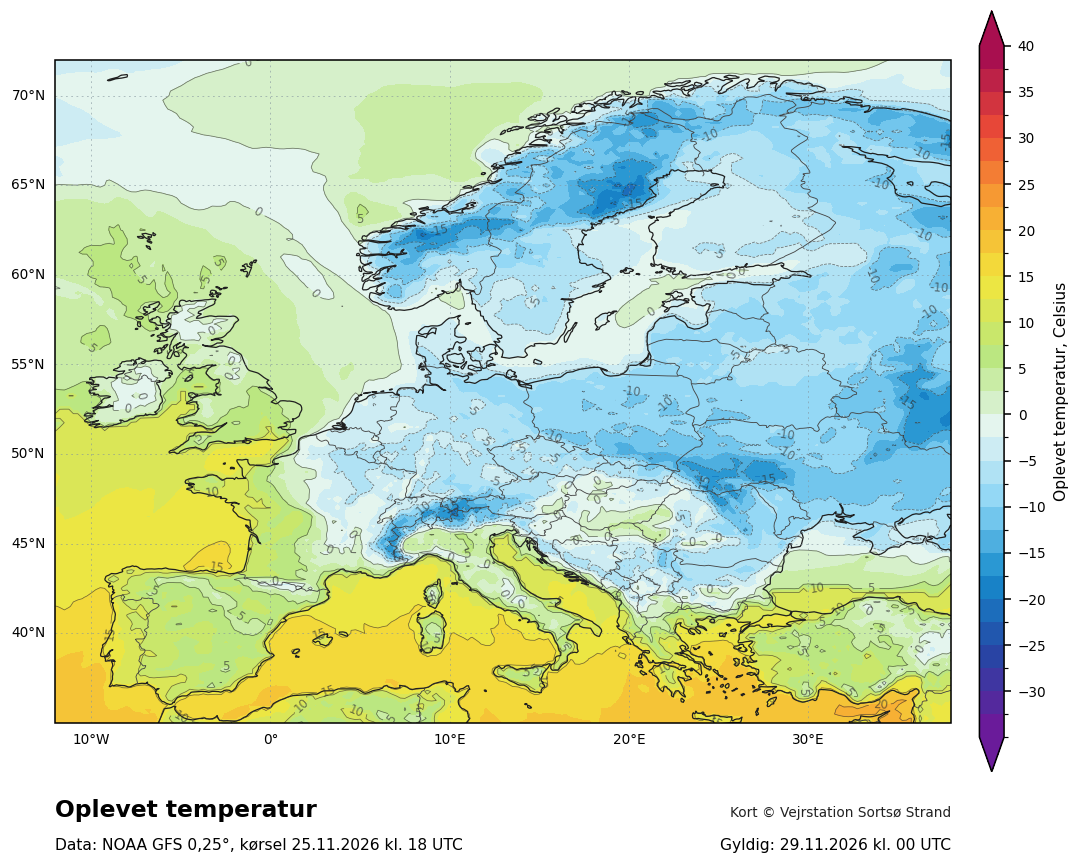 70°N
65°N
60°N
55°N
50°N
45°N
40°N
10°W
0°
10°E
20°E
30°E
40
35
30
25
20
15
10
5
0
−5
−10
−15
−20
−25
−30
Oplevet temperatur, Celsius
Oplevet temperatur
Kort © Vejrstation Sortsø Strand
Data: NOAA GFS 0,25°, kørsel 25.11.2026 kl. 18 UTC
Gyldig: 29.11.2026 kl. 00 UTC